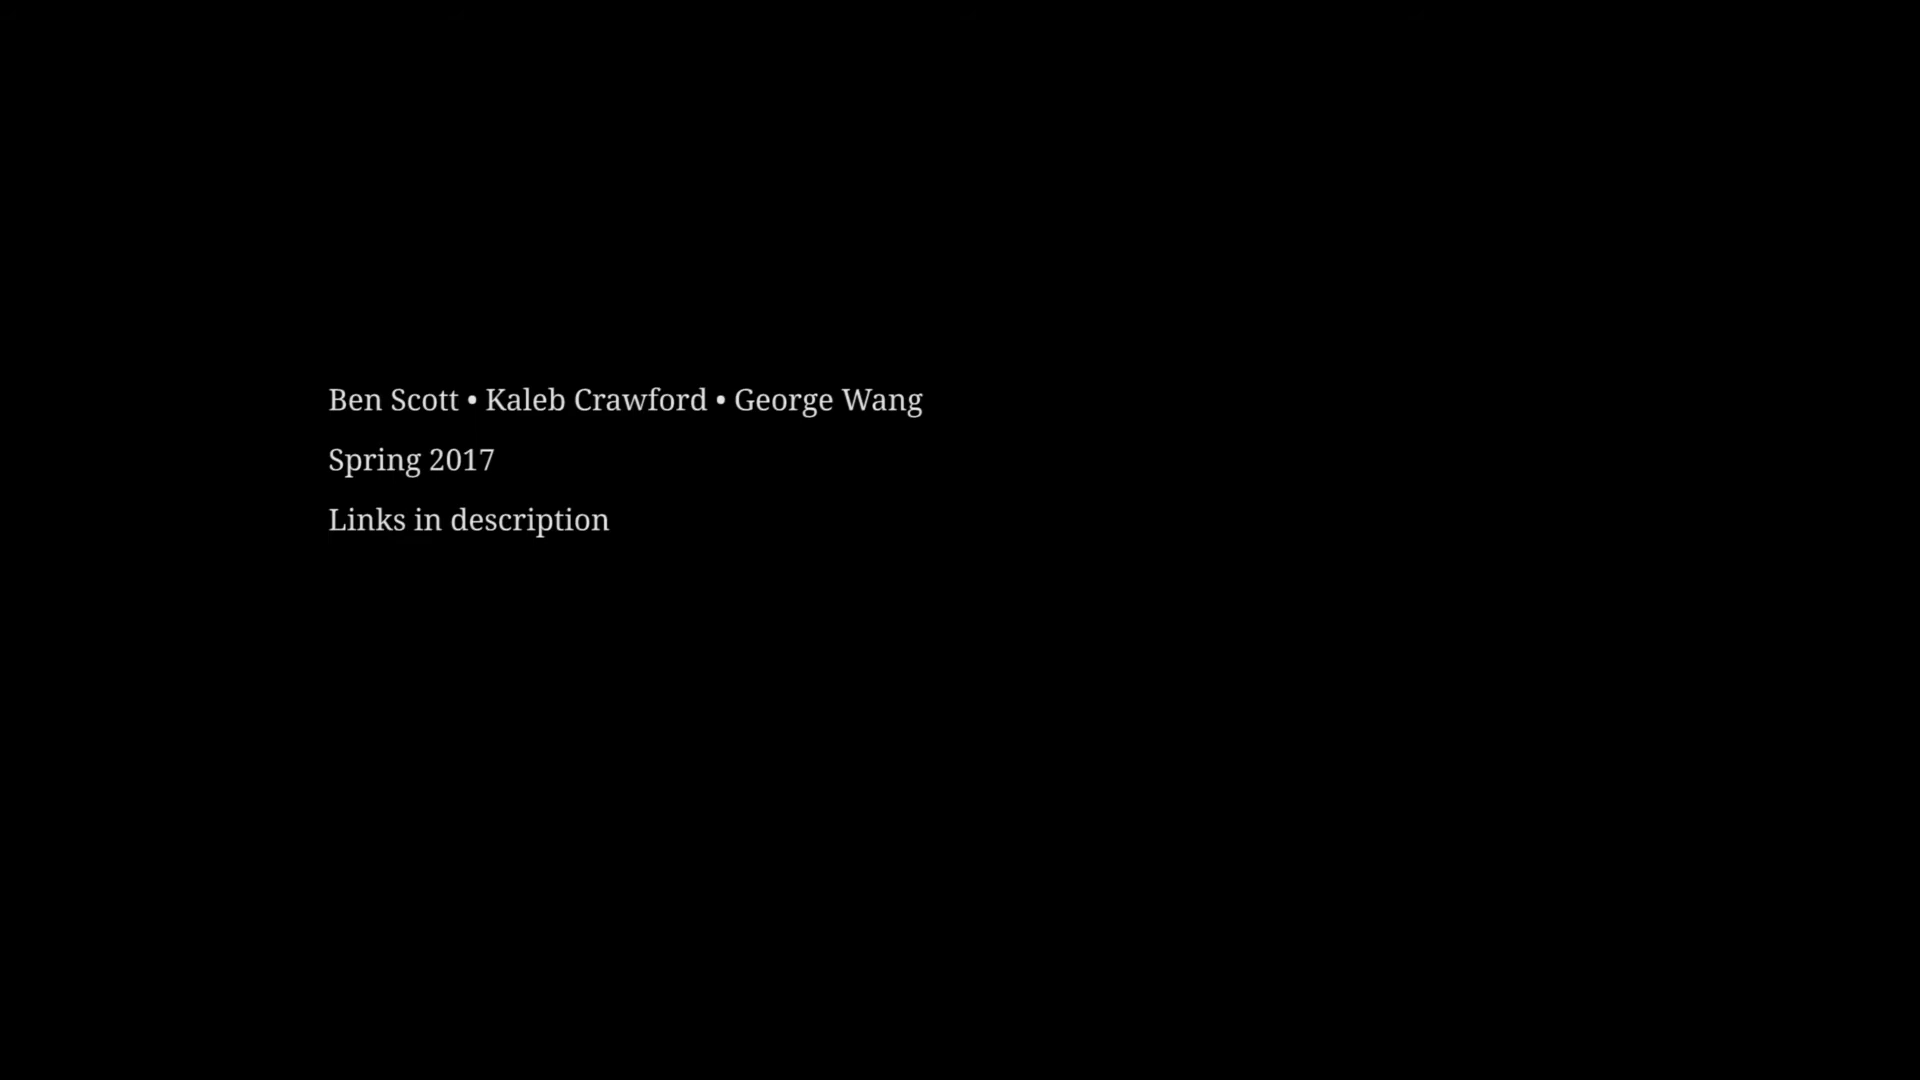 Ben Scott • Kaleb Crawford • George Wang
Spring 2017
Links in description